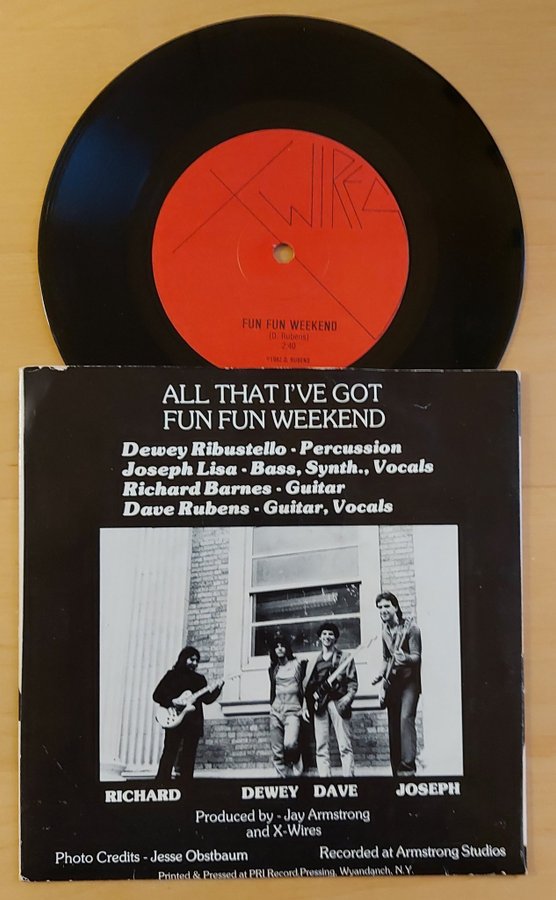 X WIRES
FUN FUN WEEKEND
(D. Rubens)
2:40
ALL THAT I'VE GOT
FUN FUN WEEKEND
Dewey Ribustello - Percussion
Joseph Lisa - Bass, Synth., Vocals
Richard Barnes - Guitar
Dave Rubens - Guitar, Vocals
RICHARD DEWEY DAVE JOSEPH
Produced by - Jay Armstrong
and X-Wires
Photo Credits - Jesse Obstbaum Recorded at Armstrong Studios
Printed & Pressed at PRI Record Pressing, Wyandanch, N.Y.